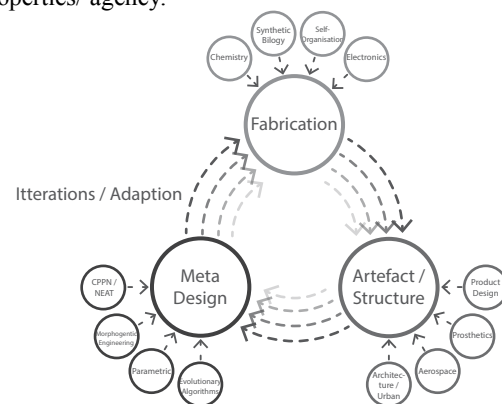 operties/ agency.
Synthetic
Bilogy
Self-
Organisation
Chemistry
Electronics
Fabrication
Itterations / Adaption
Meta
Design
Artefact /
Structure
CPPN /
NEAT
Morphogentic
Engineering
Parametric
Evolutionary
Algorithms
Product
Design
Prosthetics
Aerospace
Architec-
ture /
Urban